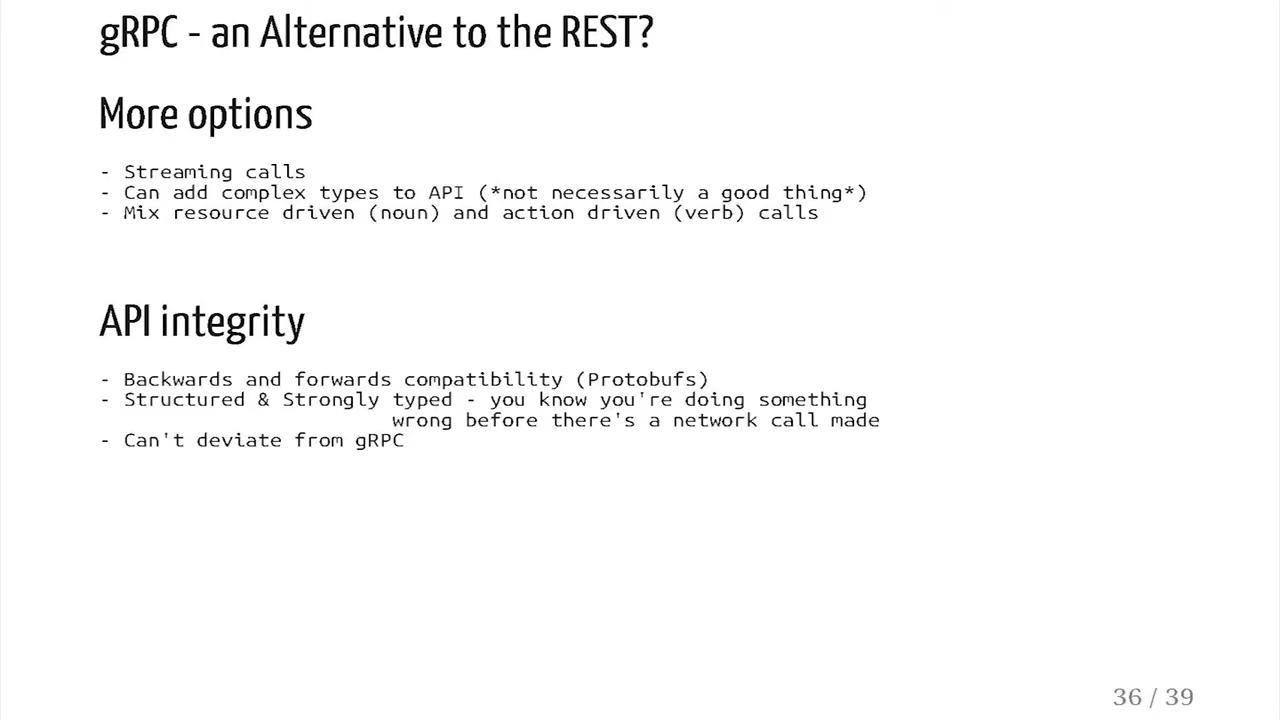 gRPC - an Alternative to the REST?
More options
- Streaming calls
- Can add complex types to API (*not necessarily a good thing*)
- Mix resource driven (noun) and action driven (verb) calls
API integrity
- Backwards and forwards compatibility (Protobufs)
- Structured & Strongly typed - you know you're doing something
wrong before there's a network call made
- Can't deviate from gRPC
36 / 39